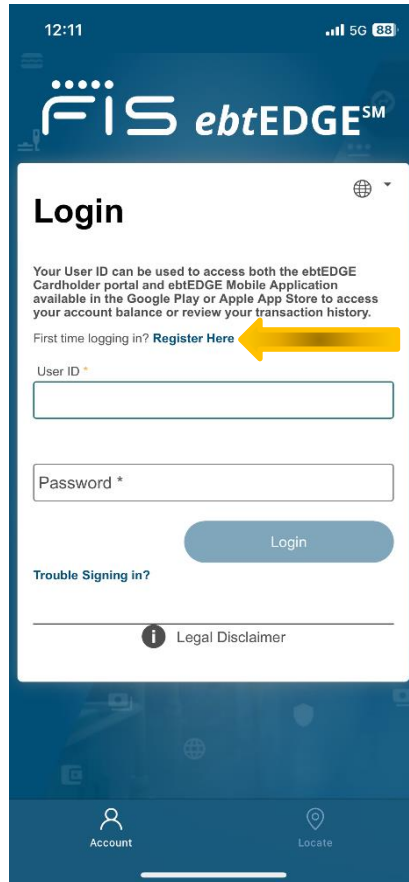 12:11
5G 88
FIS ebtEDGE℠
Login
Your User ID can be used to access both the ebtEDGE
Cardholder portal and ebtEDGE Mobile Application
available in the Google Play or Apple App Store to access
your account balance or review your transaction history.
First time logging in? Register Here
User ID *
Password *
Login
Trouble Signing in?
Legal Disclaimer
Account
Locate